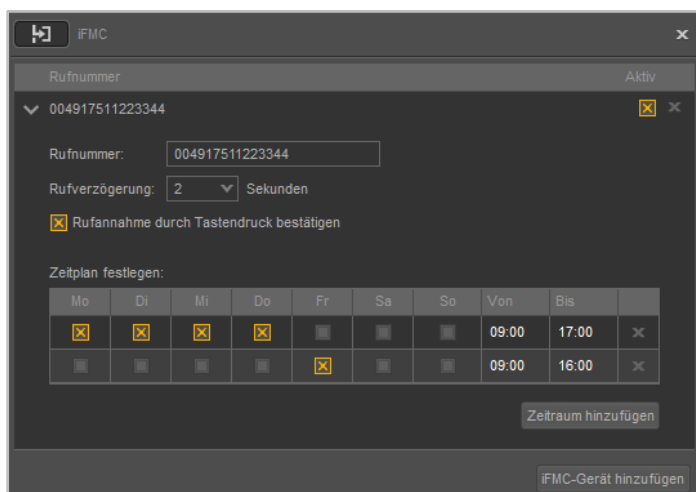 iFMC
Rufnummer Aktiv
004917511223344
Rufnummer: 004917511223344
Rufverzögerung: 2 Sekunden
Rufannahme durch Tastendruck bestätigen
Zeitplan festlegen:
Mo Di Mi Do Fr Sa So Von Bis
09:00 17:00
09:00 16:00
Zeitraum hinzufügen
iFMC-Gerät hinzufügen